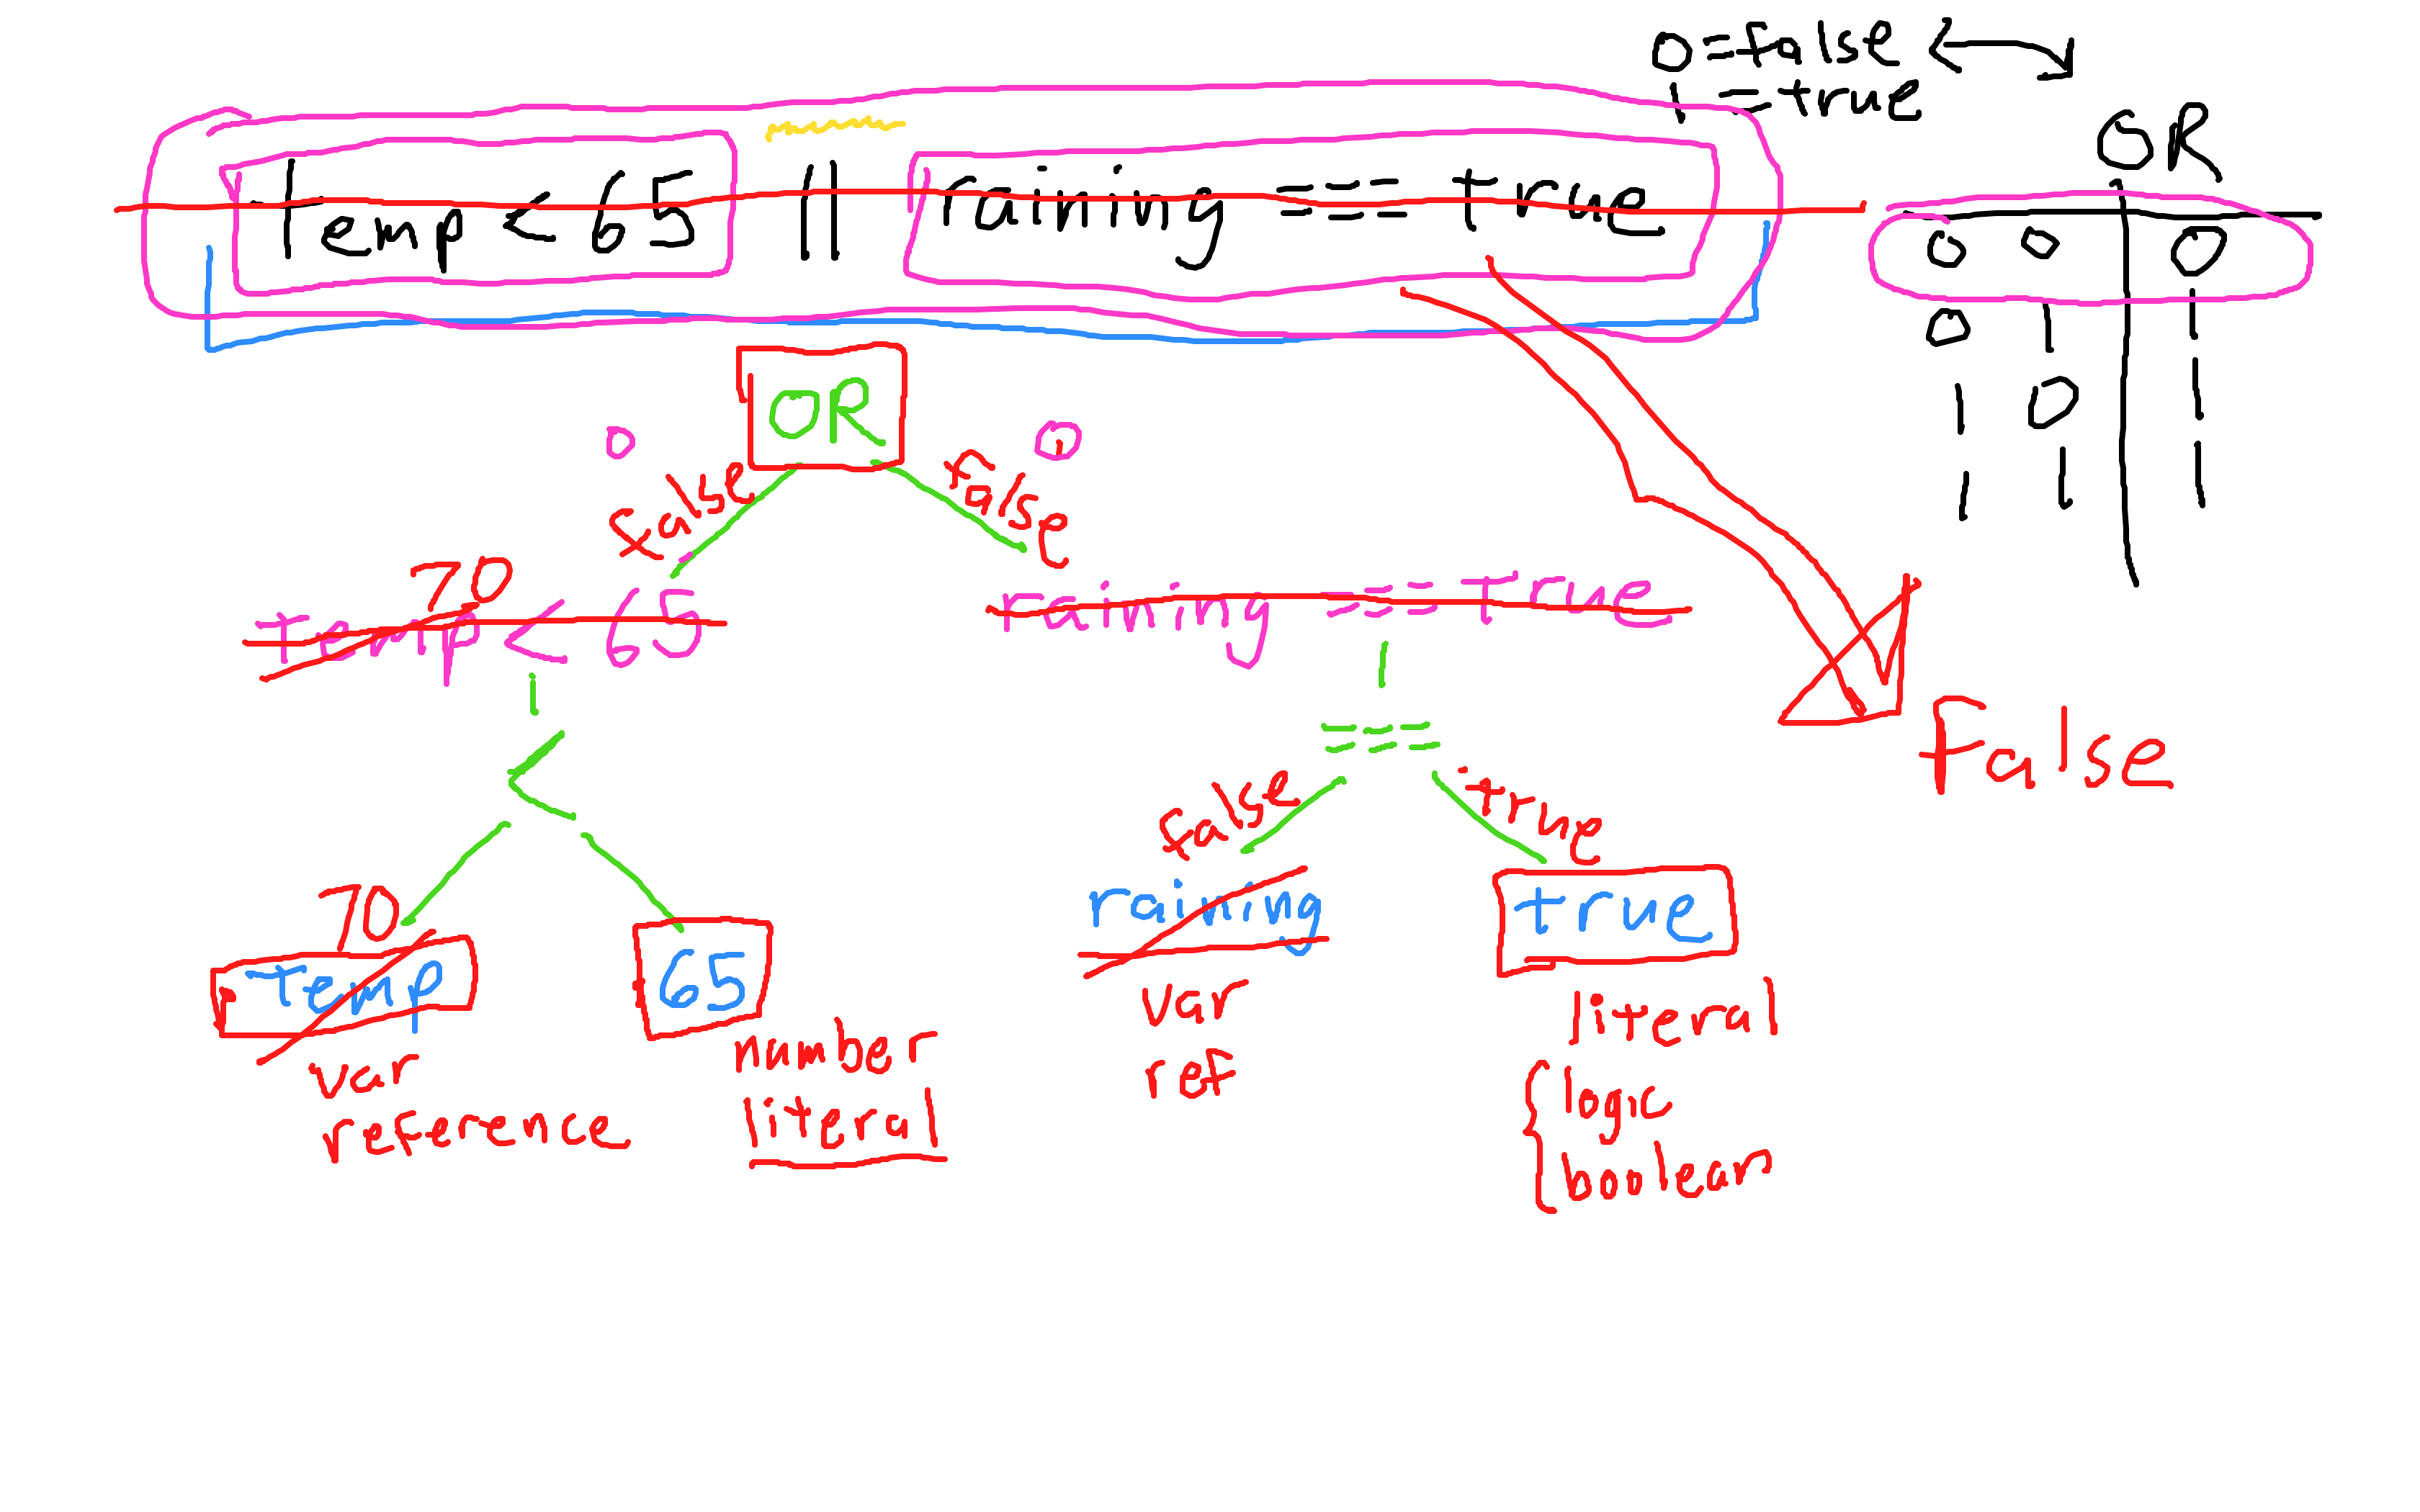 0 = false
1 = true
OR
0 0 0
0 1 1
1 0 1
1 1 1
Temp < 65 || raining === true
OR
0 0
false false
70
temp < 65 raining === true
< ===
false true
False
70
temp 65 raining true
var reference
number literal
var ref
literal
logic
boolean